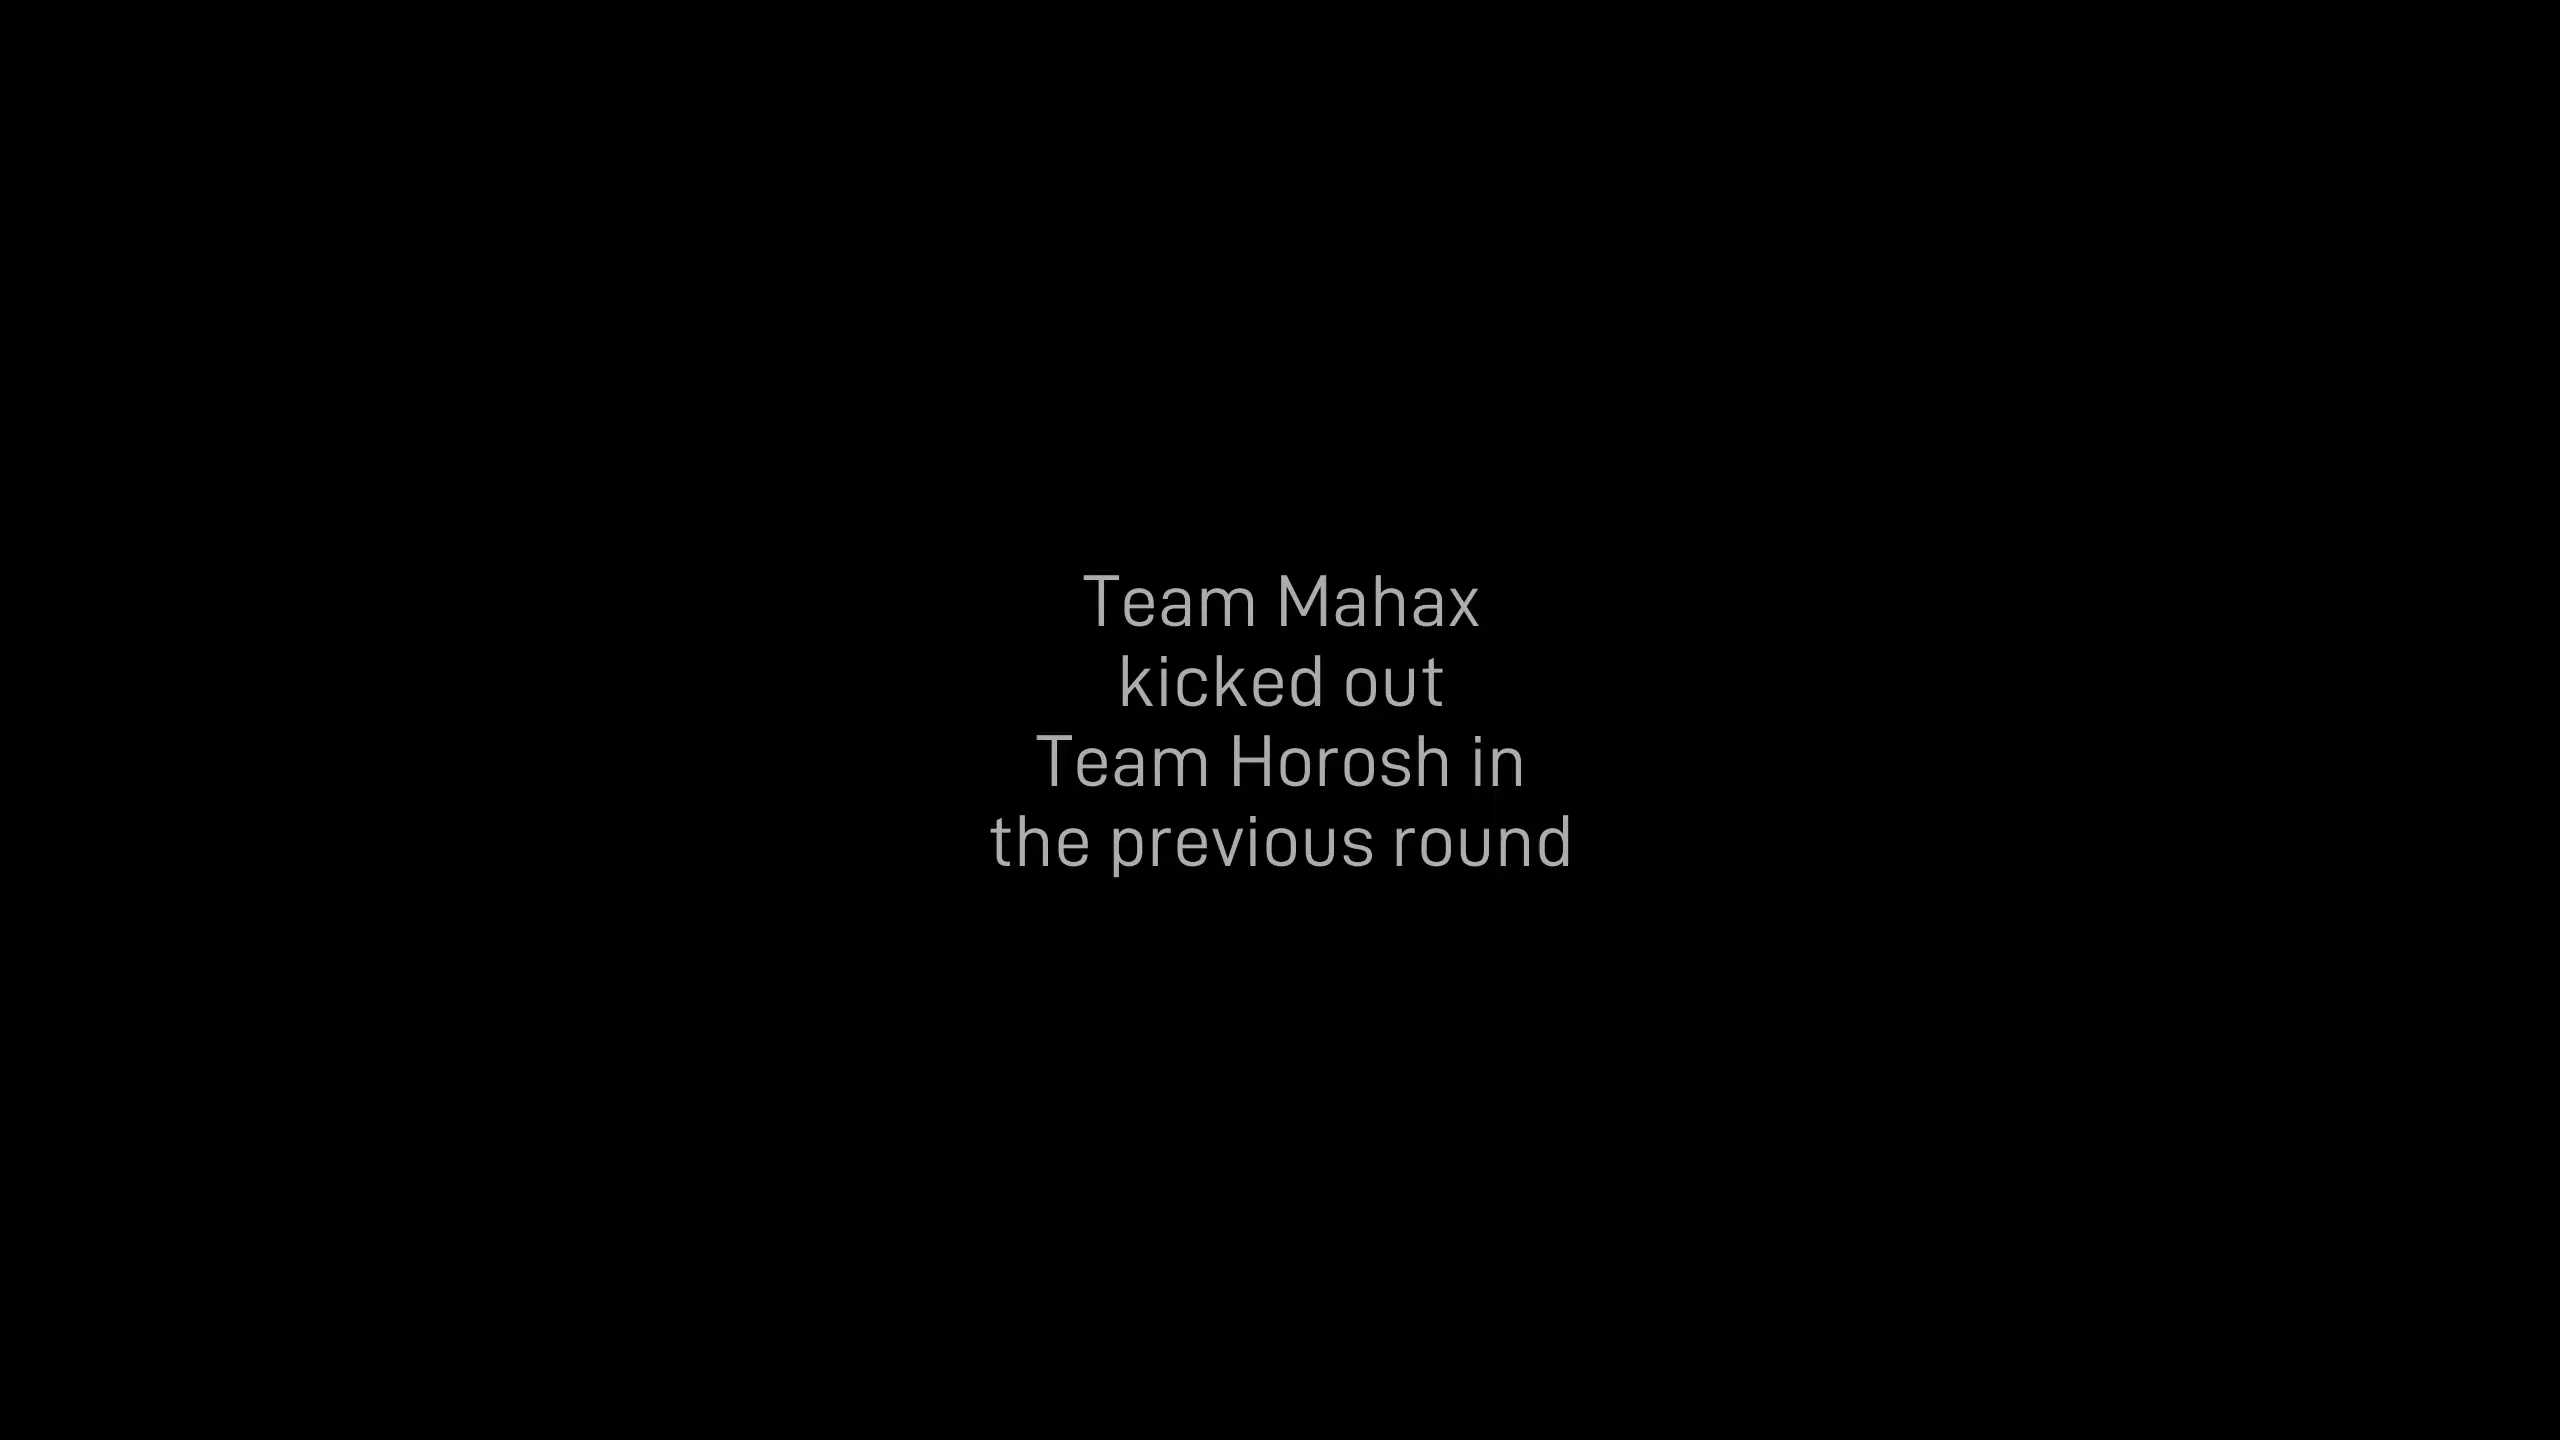 Team Mahax
kicked out
Team Horosh in
the previous round